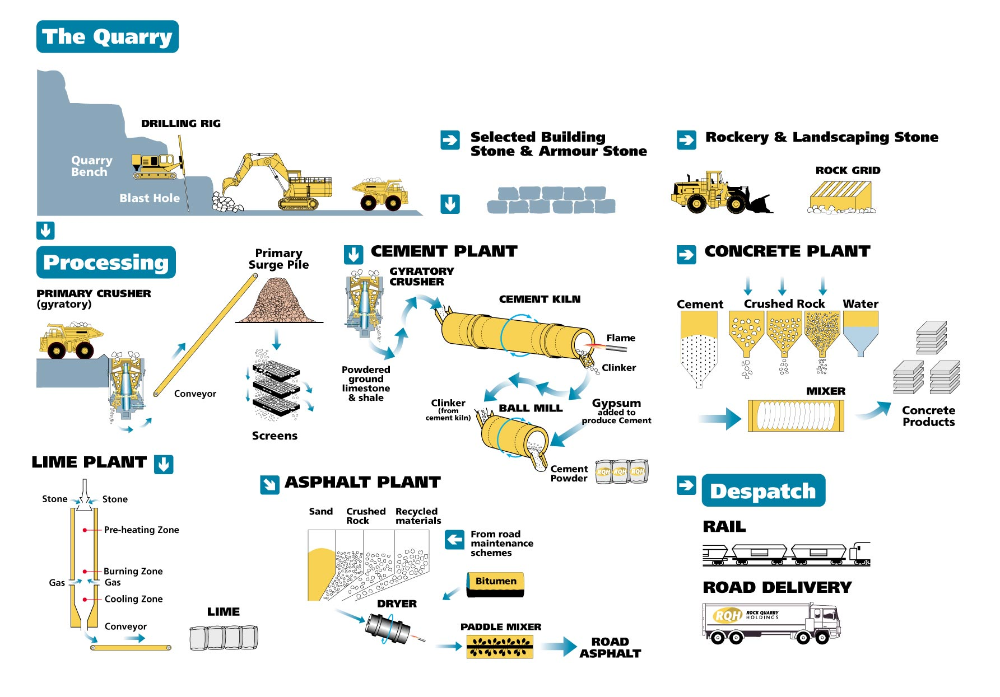 The Quarry
DRILLING RIG
Quarry
Bench
Blast Hole
Selected Building
Stone & Armour Stone
Rockery & Landscaping Stone
ROCK GRID
Processing
PRIMARY CRUSHER
(gyratory)
Primary
Surge Pile
Conveyor
Screens
CEMENT PLANT
GYRATORY
CRUSHER
CEMENT KILN
Flame
Clinker
Powdered
ground
limestone
& shale
Clinker
(from
cement kiln)
BALL MILL
Gypsum
added to
produce Cement
Cement
Powder
RQH RQH RQH
CONCRETE PLANT
Cement
Crushed Rock
Water
MIXER
Concrete
Products
LIME PLANT
Stone
Stone
Pre-heating Zone
Burning Zone
Gas
Gas
Cooling Zone
Conveyor
LIME
ASPHALT PLANT
Sand
Crushed
Rock
Recycled
materials
From road
maintenance
schemes
Bitumen
DRYER
PADDLE MIXER
ROAD
ASPHALT
Despatch
RAIL
ROAD DELIVERY
RQH
ROCK QUARRY
HOLDINGS